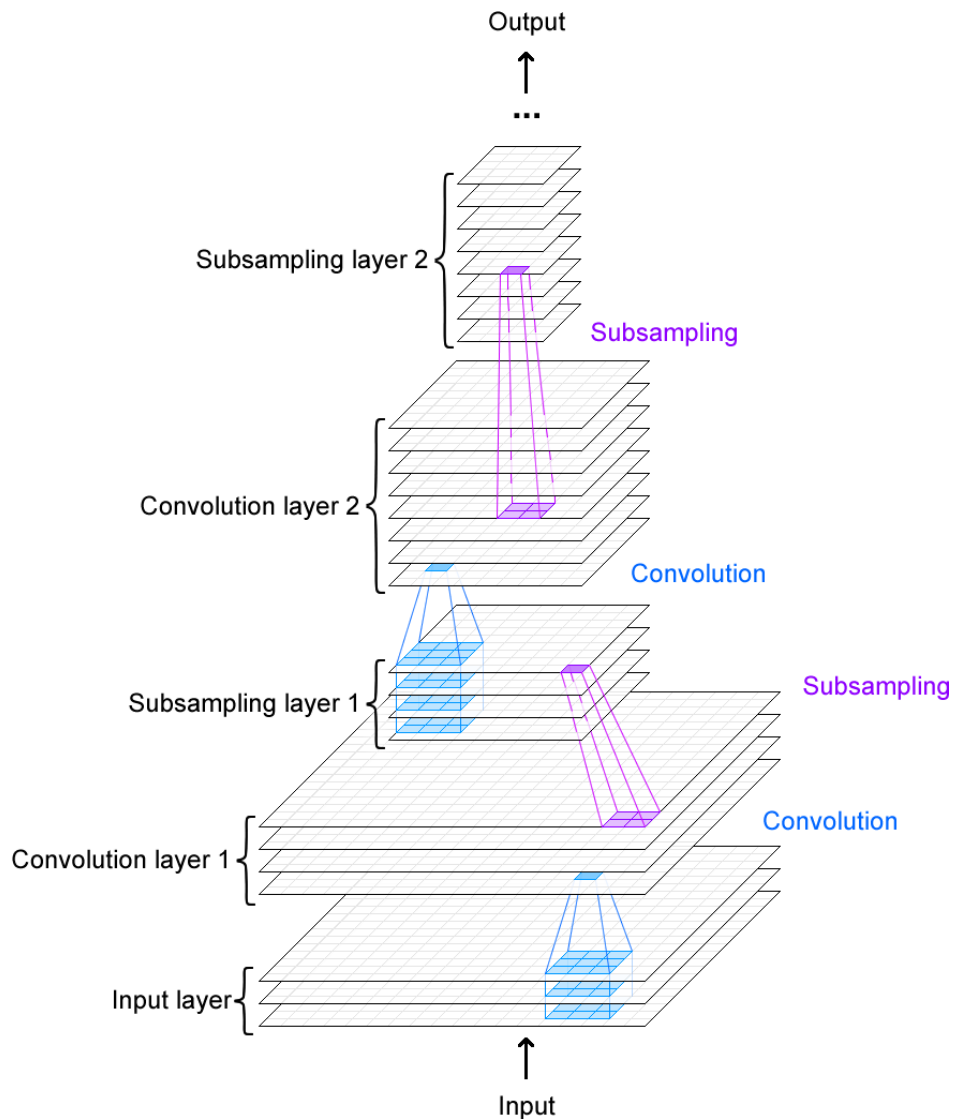 Output
...
Subsampling layer 2
Subsampling
Convolution layer 2
Convolution
Subsampling layer 1
Subsampling
Convolution
Convolution layer 1
Input layer
Input